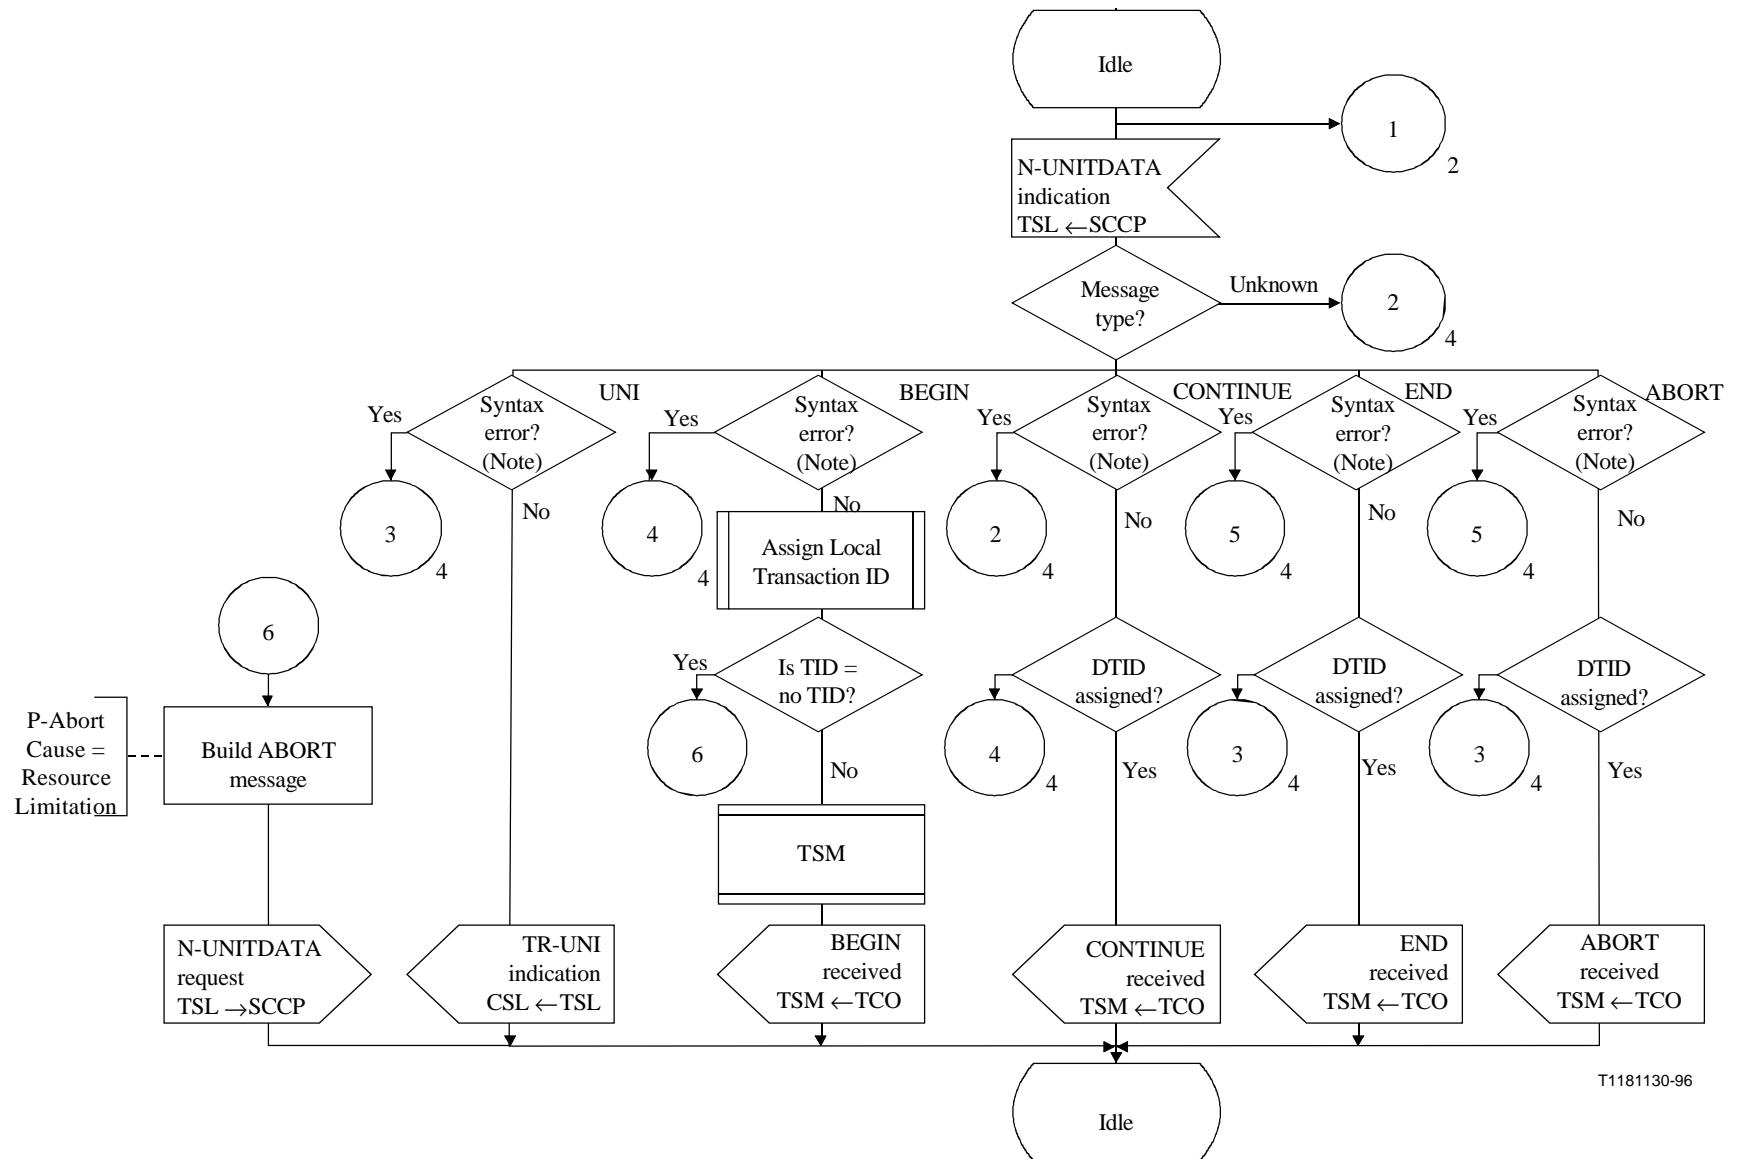 Idle
1
2
N-UNITDATA
indication
TSL ←SCCP
Message
type?
Unknown
2
4
UNI
BEGIN
CONTINUE
END
ABORT
Yes
Syntax
error?
(Note)
Yes
Syntax
error?
(Note)
Yes
Syntax
error?
(Note)
Yes
Syntax
error?
(Note)
Yes
Syntax
error?
(Note)
No
No
No
No
No
3
4
4
4
2
4
5
4
5
4
Assign Local
Transaction ID
6
Yes
Is TID =
no TID?
DTID
assigned?
DTID
assigned?
DTID
assigned?
P-Abort
Cause =
Resource
Limitation
Build ABORT
message
6
No
4
4
Yes
3
4
Yes
3
4
Yes
TSM
N-UNITDATA
request
TSL →SCCP
TR-UNI
indication
CSL ←TSL
BEGIN
received
TSM ←TCO
CONTINUE
received
TSM ←TCO
END
received
TSM ←TCO
ABORT
received
TSM ←TCO
T1181130-96
Idle